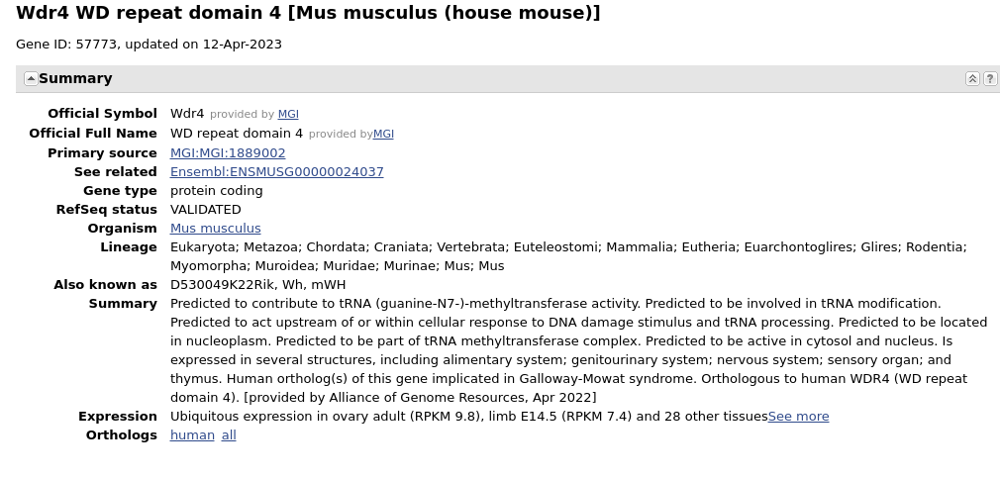 Wdr4 WD repeat domain 4 [Mus musculus (house mouse)]
Gene ID: 57773, updated on 12-Apr-2023
Summary
?
Official Symbol Wdr4 provided by MGI
Official Full Name WD repeat domain 4 provided byMGI
Primary source MGI:MGI:1889002
See related Ensembl:ENSMUSG00000024037
Gene type protein coding
RefSeq status VALIDATED
Organism Mus musculus
Lineage Eukaryota; Metazoa; Chordata; Craniata; Vertebrata; Euteleostomi; Mammalia; Eutheria; Euarchontoglires; Glires; Rodentia;
Myomorpha; Muroidea; Muridae; Murinae; Mus; Mus
Also known as D530049K22Rik, Wh, mWH
Summary Predicted to contribute to tRNA (guanine-N7-)-methyltransferase activity. Predicted to be involved in tRNA modification.
Predicted to act upstream of or within cellular response to DNA damage stimulus and tRNA processing. Predicted to be located
in nucleoplasm. Predicted to be part of tRNA methyltransferase complex. Predicted to be active in cytosol and nucleus. Is
expressed in several structures, including alimentary system; genitourinary system; nervous system; sensory organ; and
thymus. Human ortholog(s) of this gene implicated in Galloway-Mowat syndrome. Orthologous to human WDR4 (WD repeat
domain 4). [provided by Alliance of Genome Resources, Apr 2022]
Expression Ubiquitous expression in ovary adult (RPKM 9.8), limb E14.5 (RPKM 7.4) and 28 other tissuesSee more
Orthologs human all